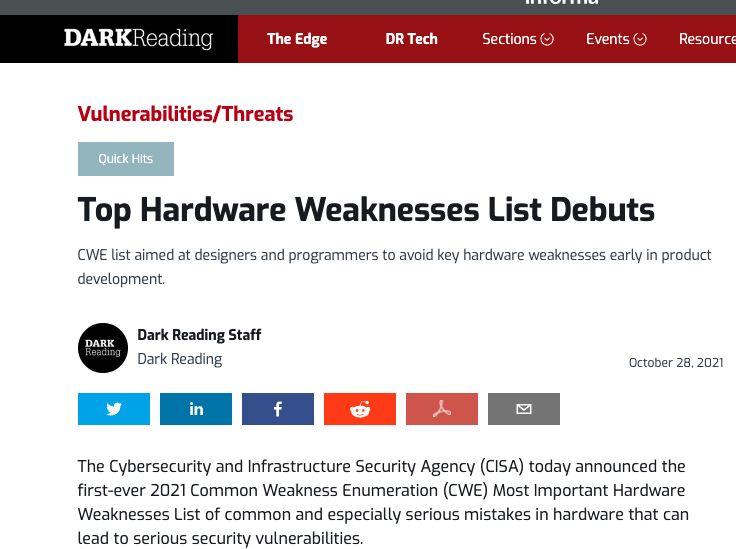 informa
DARKReading
The Edge
DR Tech
Sections
Events
Resource
Vulnerabilities/Threats
Quick Hits
Top Hardware Weaknesses List Debuts
CWE list aimed at designers and programmers to avoid key hardware weaknesses early in product
development.
DARK
Reading
Dark Reading Staff
Dark Reading
October 28, 2021
in
f
The Cybersecurity and Infrastructure Security Agency (CISA) today announced the
first-ever 2021 Common Weakness Enumeration (CWE) Most Important Hardware
Weaknesses List of common and especially serious mistakes in hardware that can
lead to serious security vulnerabilities.